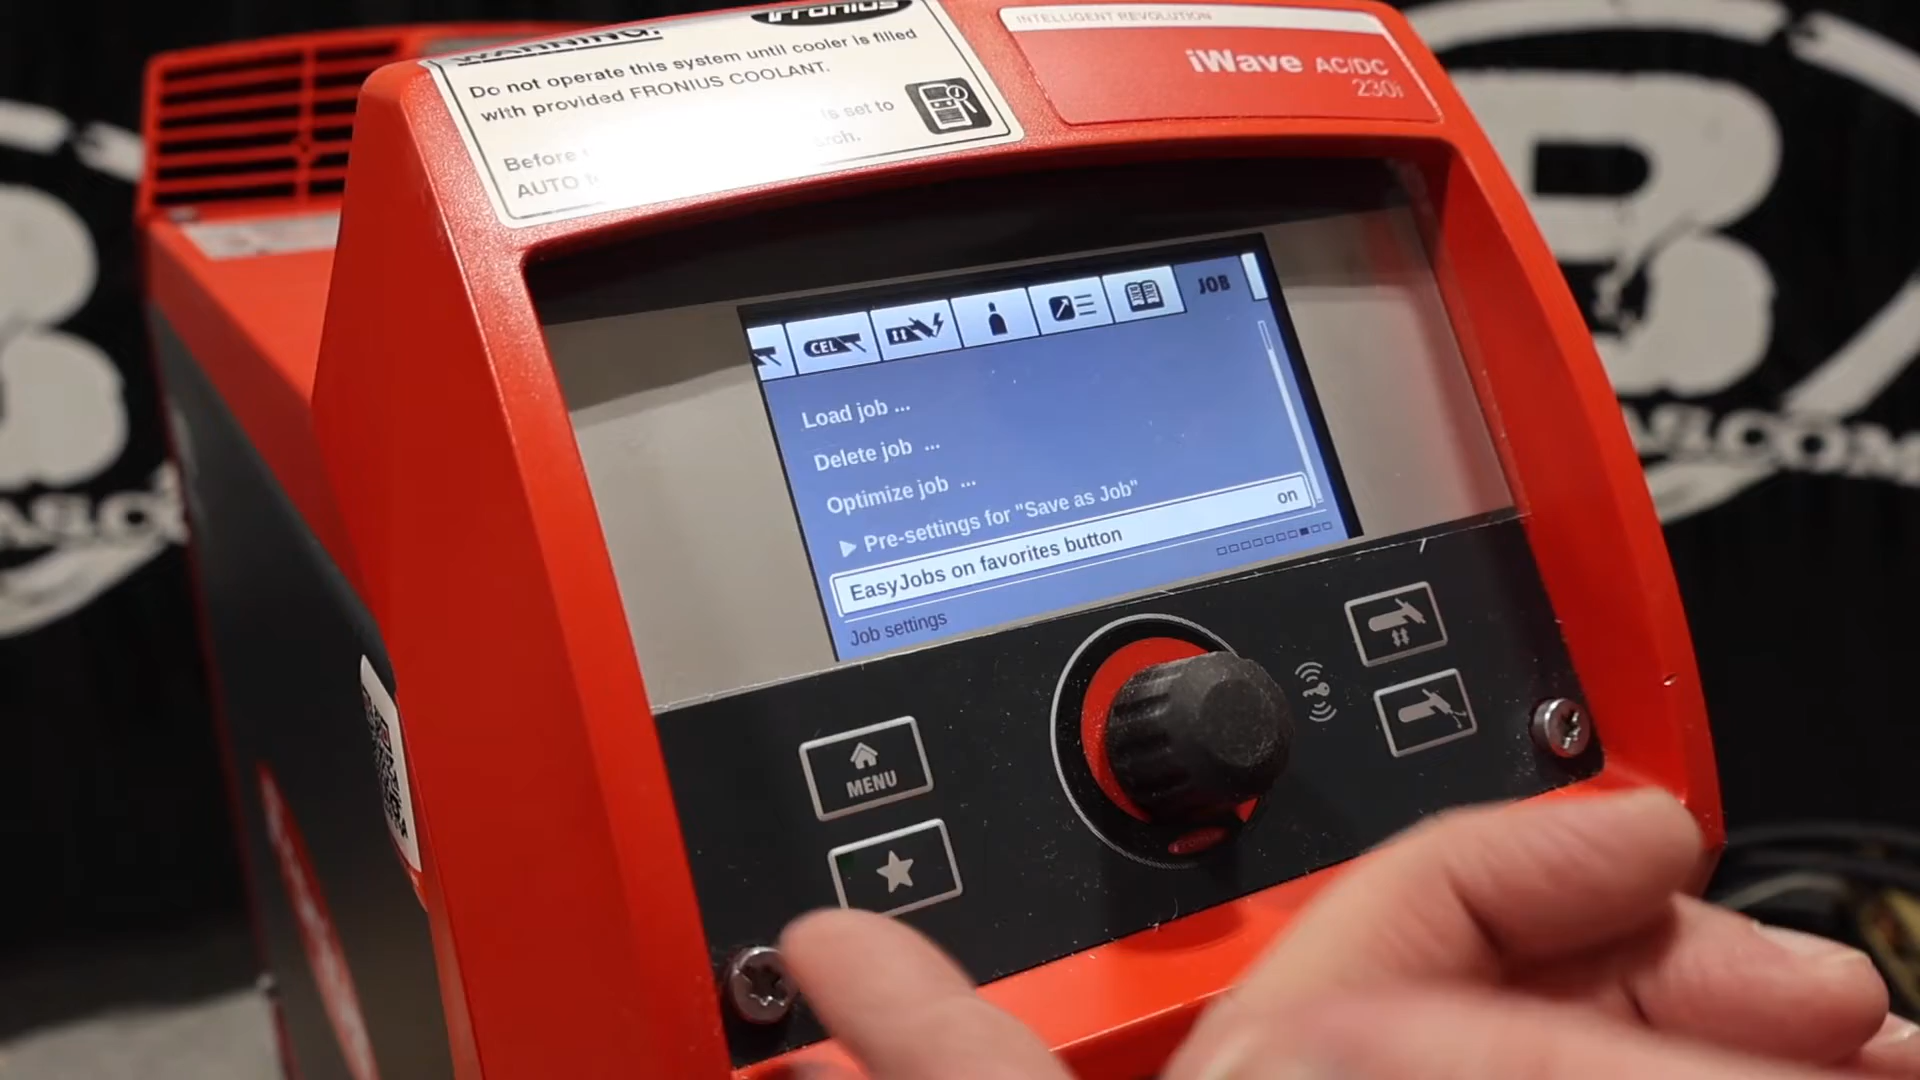 Fronius
WARNING:
Do not operate this system until cooler is filled
with provided FRONIUS COOLANT.
Before is set to
AUTO
INTELLIGENT REVOLUTION
iWave AC/DC
230i
CEL
JOB
Load job ...
Delete job ...
Optimize job ...
Pre-settings for "Save as Job"
EasyJobs on favorites button on
Job settings
MENU